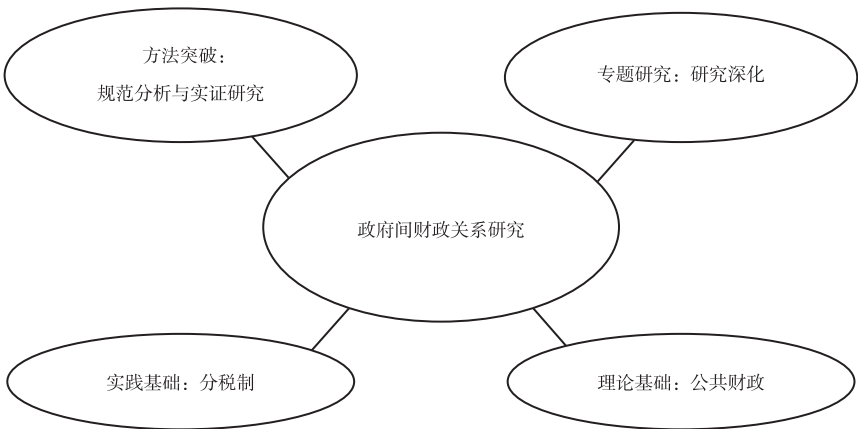 方法突破：
规范分析与实证研究
专题研究：研究深化
政府间财政关系研究
实践基础：分税制
理论基础：公共财政